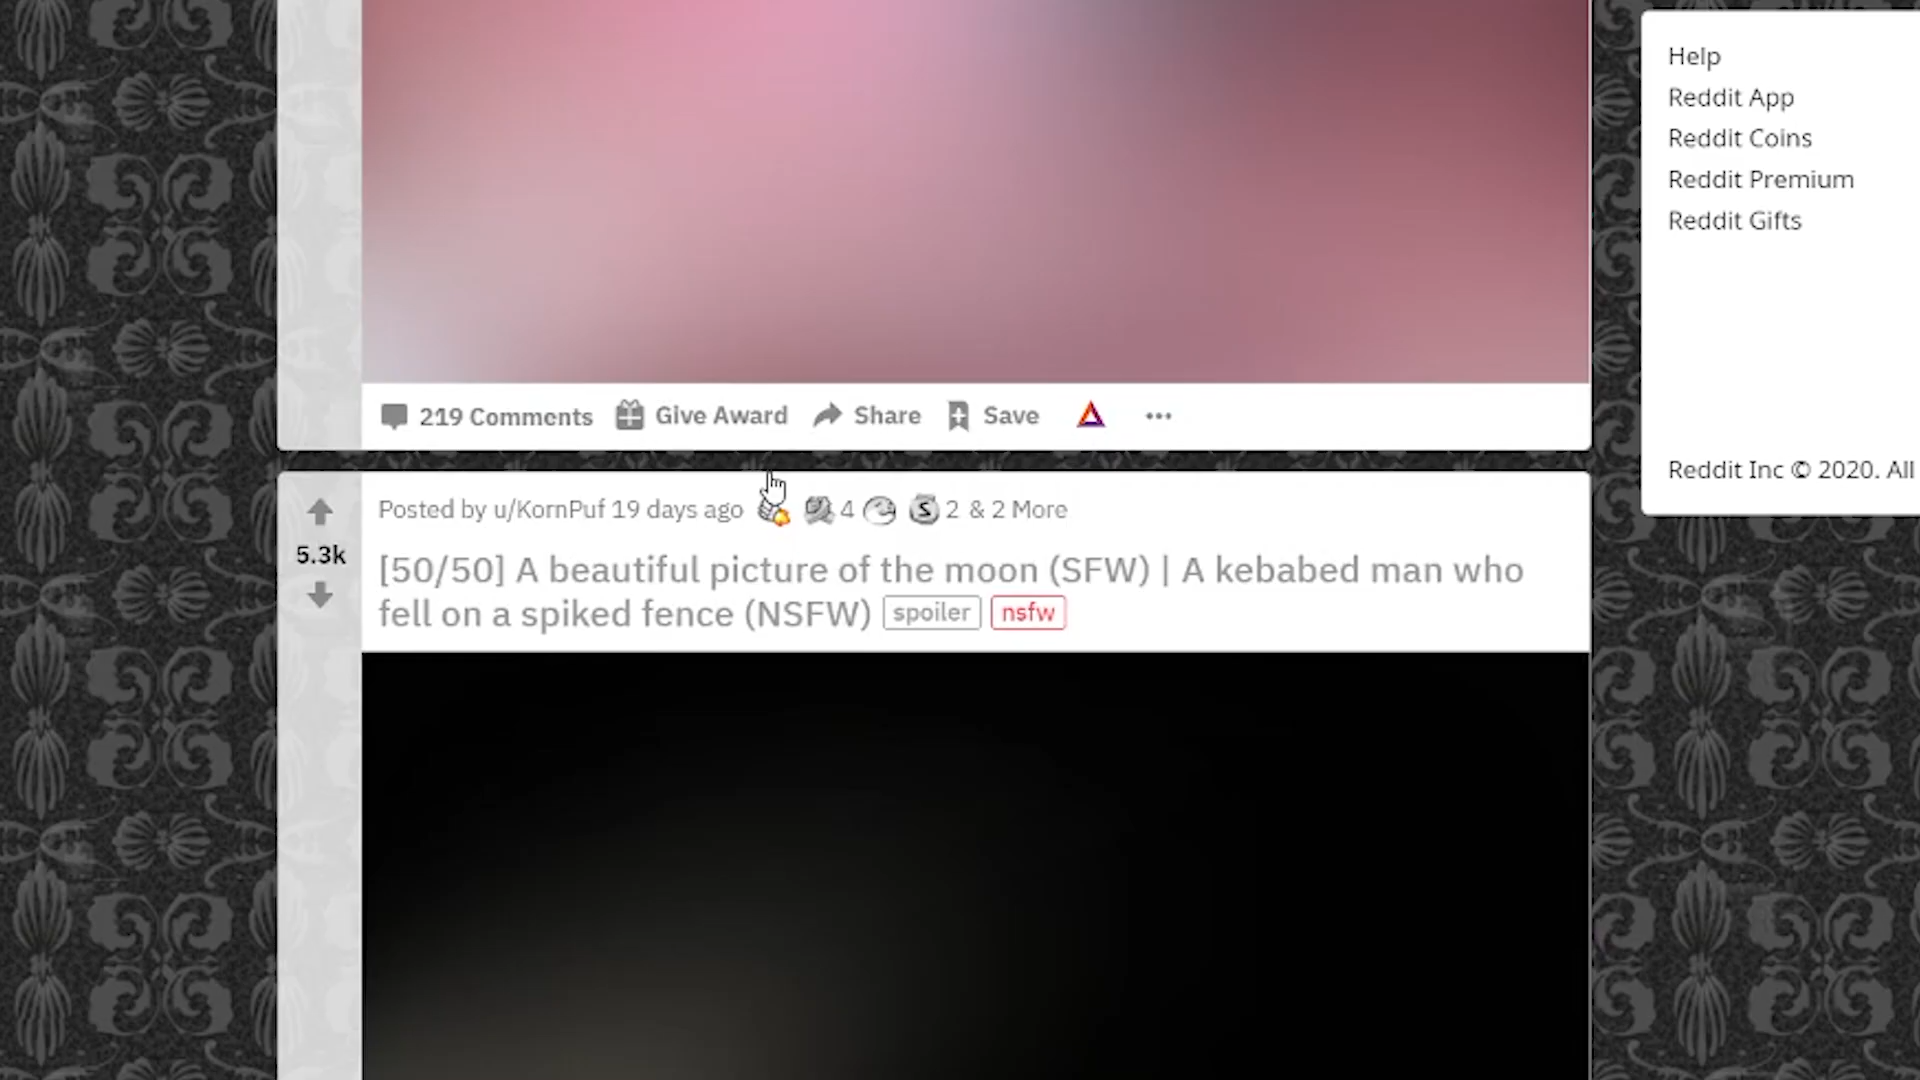 Help
Reddit App
Reddit Coins
Reddit Premium
Reddit Gifts
219 Comments Give Award Share Save
Reddit Inc © 2020. All
Posted by u/KornPuf 19 days ago 4 S 2 & 2 More
5.3k
[50/50] A beautiful picture of the moon (SFW) | A kebabed man who
fell on a spiked fence (NSFW) spoiler nsfw